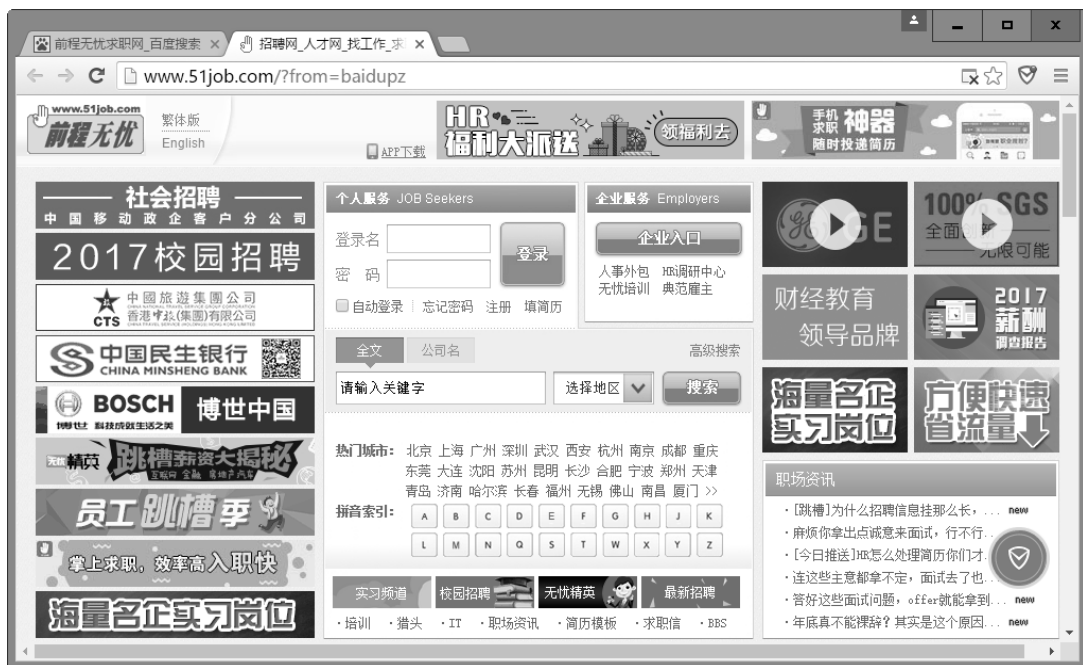 前程无忧求职网_百度搜索
招聘网_人才网_找工作_求
www.51job.com/?from=baidupz
www.51job.com
前程无忧
繁体版
English
APP下载
HR
福利大派送
领福利去
手机
求职
神器
随时投递简历
社会招聘
中国移动政企客户分公司
2017校园招聘
中國旅遊集團公司
香港中旅(集團)有限公司
CTS
中国民生银行
CHINA MINSHENG BANK
BOSCH
博世
科技成就生活之美
博世中国
无忧精英
跳槽薪资大揭秘
互联网 金融 房地产 汽车
员工跳槽季
掌上求职，效率高入职快
海量名企实习岗位
个人服务 JOB Seekers
登录名
密 码
登录
自动登录
忘记密码 注册 填简历
企业服务 Employers
企业入口
人事外包 HR调研中心
无忧培训 典范雇主
全文
公司名
高级搜索
请输入关键字
选择地区
搜索
热门城市：
北京 上海 广州 深圳 武汉 西安 杭州 南京 成都 重庆
东莞 大连 沈阳 苏州 昆明 长沙 合肥 宁波 郑州 天津
青岛 济南 哈尔滨 长春 福州 无锡 佛山 南昌 厦门 >>
拼音索引：
A B C D E F G H J K
L M N Q S T W X Y Z
实习频道
校园招聘
无忧精英
最新招聘
·培训 ·猎头 ·IT ·职场资讯 ·简历模板 ·求职信 ·BBS
GE
100% SGS
全面
无限可能
财经教育
领导品牌
2017
薪酬
调查报告
海量名企
实习岗位
方便快速
省流量
职场资讯
·[跳槽]为什么招聘信息挂那么长，... new
·麻烦你拿出点诚意来面试，行不行..
·[今日推送]HR怎么处理简历你们才.
·连这些主意都拿不定，面试去了也.
·答好这些面试问题，offer就能拿到... new
·年底真不能裸辞？其实是这个原因... new